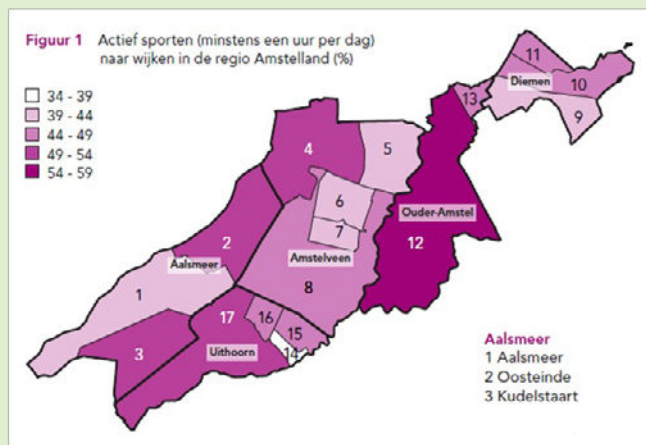 Figuur 1 Actief sporten (minstens een uur per dag)
naar wijken in de regio Amstelland (%)
34 - 39
39 - 44
44 - 49
49 - 54
54 - 59
11
Diemen
10
13
9
4
5
6
Ouder-Amstel
7
12
2
Aalsmeer
Amstelveen
1
8
17
16
15
14
3
Uithoorn
Aalsmeer
1 Aalsmeer
2 Oosteinde
3 Kudelstaart